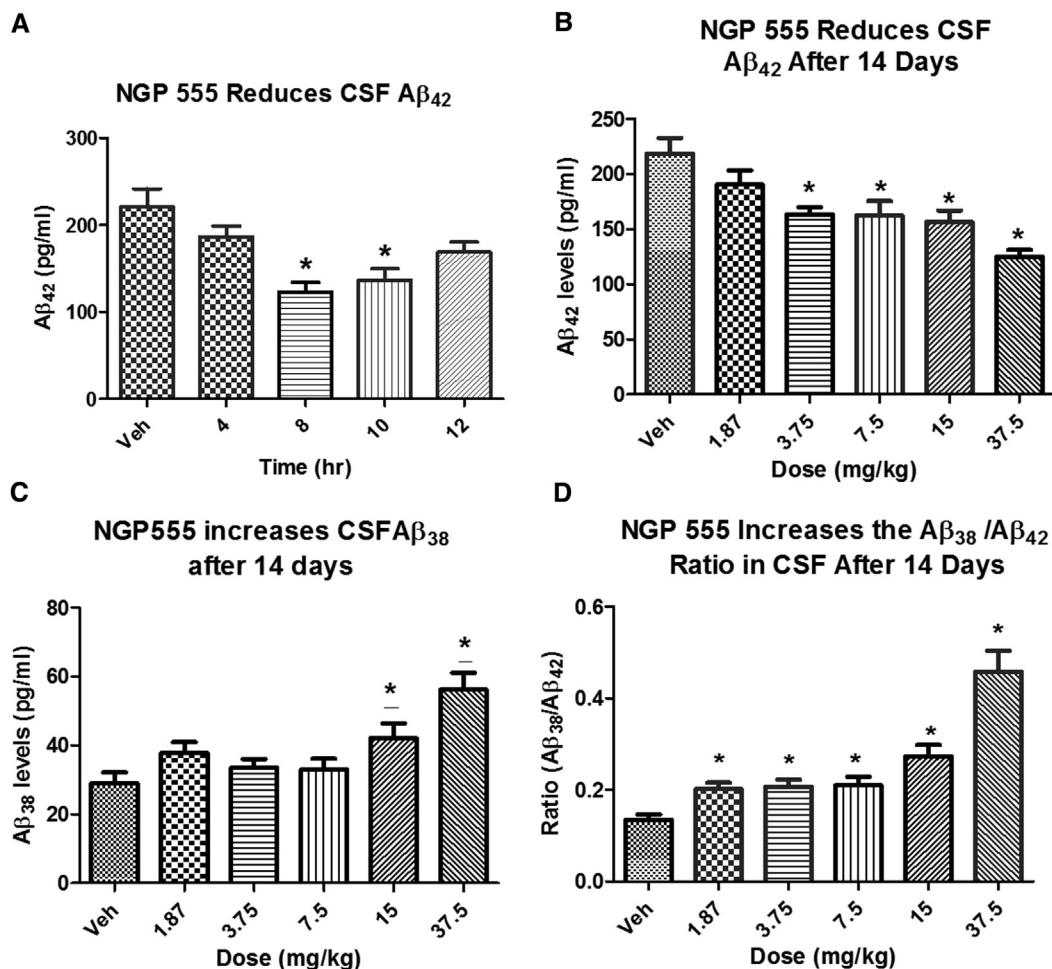 A
NGP 555 Reduces CSF Aβ₄₂
Aβ₄₂ (pg/ml)
300
200
100
0
Veh
4
8
10
12
*
*
Time (hr)
B
NGP 555 Reduces CSF
Aβ₄₂ After 14 Days
Aβ₄₂ levels (pg/ml)
250
200
150
100
50
0
*
*
*
*
Veh
1.87
3.75
7.5
15
37.5
Dose (mg/kg)
C
NGP555 increases CSFAβ₃₈
after 14 days
Aβ₃₈ levels (pg/ml)
80
60
40
20
0
*
*
Veh
1.87
3.75
7.5
15
37.5
Dose (mg/kg)
D
NGP 555 Increases the Aβ₃₈ /Aβ₄₂
Ratio in CSF After 14 Days
Ratio (Aβ₃₈/Aβ₄₂)
0.6
0.4
0.2
0.0
*
*
*
*
*
Veh
1.87
3.75
7.5
15
37.5
Dose (mg/kg)